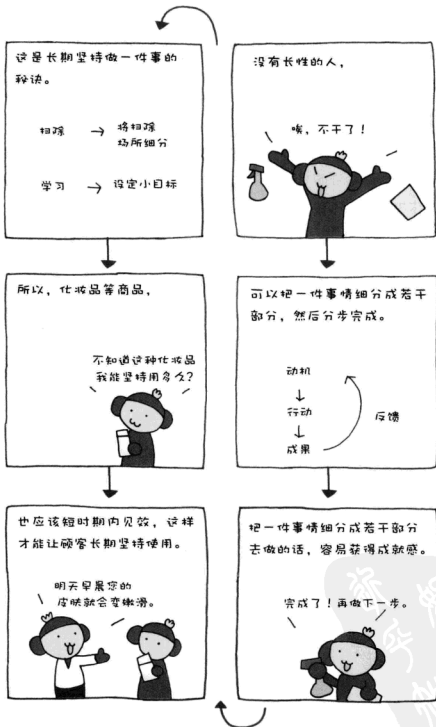 没有长性的人，
唉，不干了！
可以把一件事情细分成若干
部分，然后分步完成。
动机
↓
行动
↓
成果
反馈
把一件事情细分成若干部分
去做的话，容易获得成就感。
完成了！再做下一步。
这是长期坚持做一件事的
秘诀。
扫除 → 将扫除
场所细分
学习 → 设定小目标
所以，化妆品等商品，
不知道这种化妆品
我能坚持用多久？
也应该短时期内见效，这样
才能让顾客长期坚持使用。
明天早晨您的
皮肤就会变嫩滑。